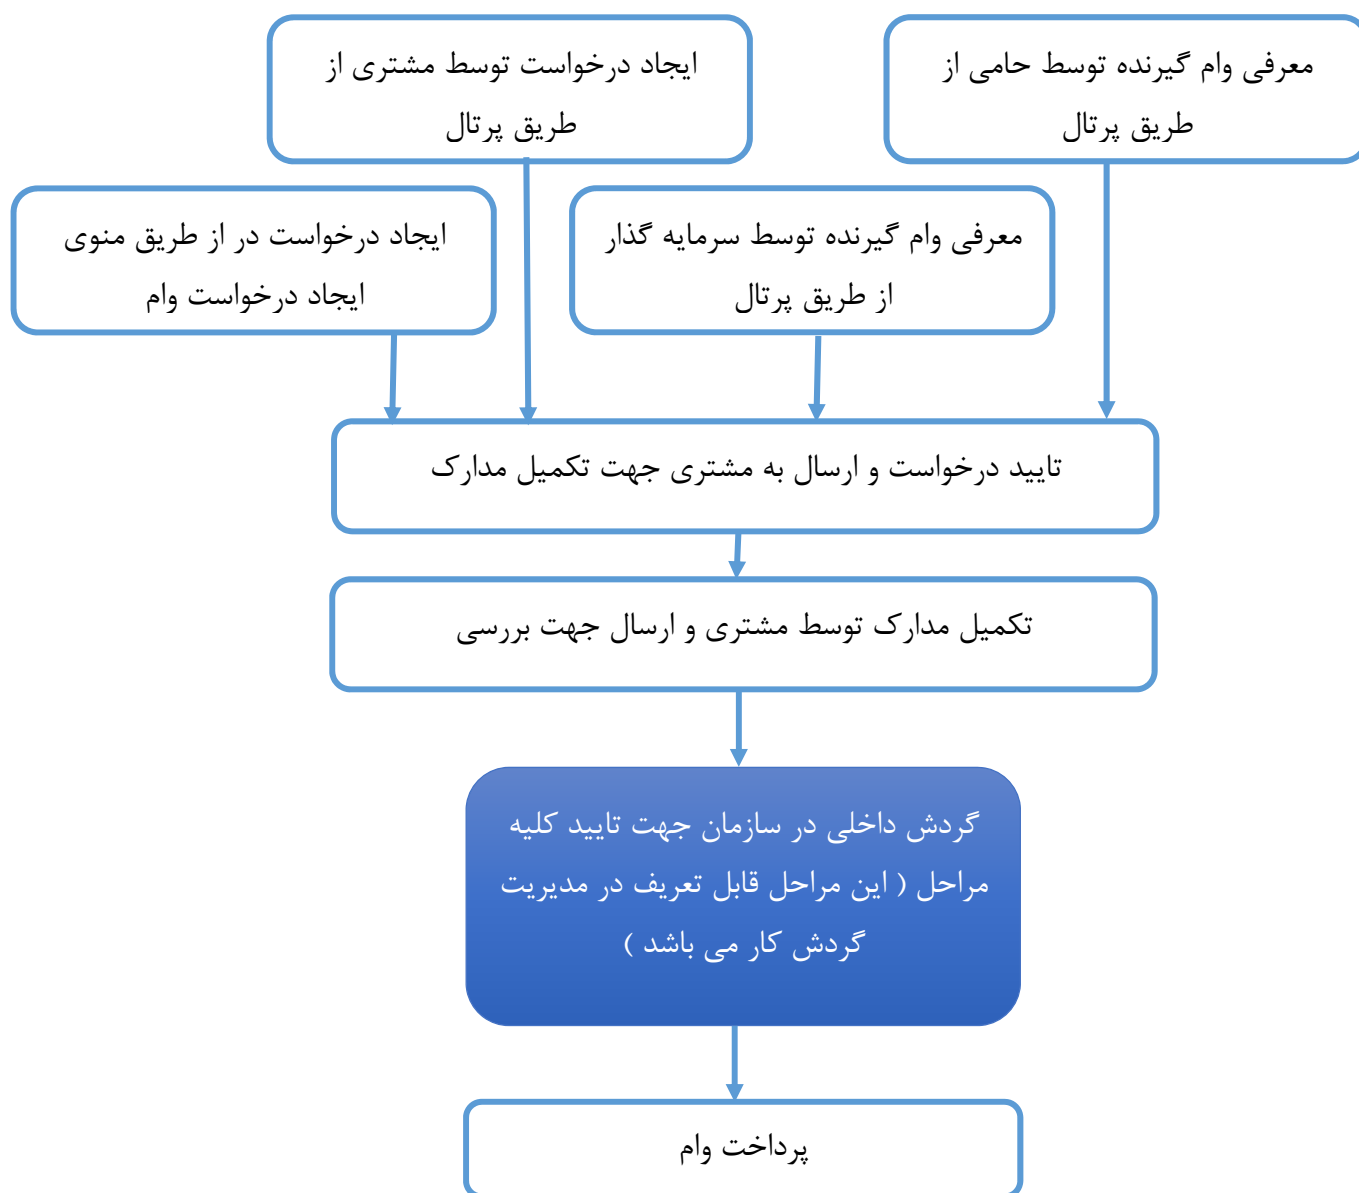 معرفی وام گیرنده توسط حامی از
طریق پرتال
ایجاد درخواست توسط مشتری از
طریق پرتال
معرفی وام گیرنده توسط سرمایه گذار
از طریق پرتال
ایجاد درخواست در از طریق منوی
ایجاد درخواست وام
تایید درخواست و ارسال به مشتری جهت تکمیل مدارک
تکمیل مدارک توسط مشتری و ارسال جهت بررسی
گردش داخلی در سازمان جهت تایید کلیه
مراحل ( این مراحل قابل تعریف در مدیریت
گردش کار می باشد )
پرداخت وام